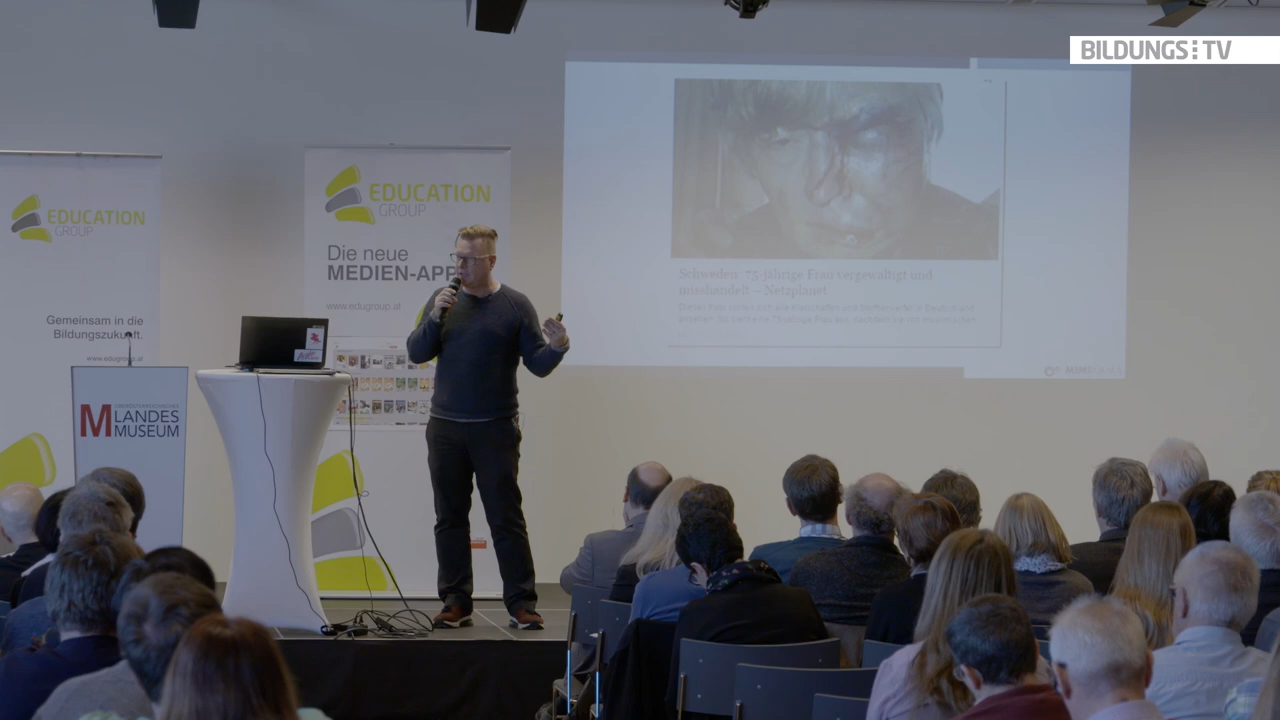 BILDUNGS TV
EDUCATION
GROUP
Gemeinsam in die
Bildungszukunft.
www.edugroup.at
EDUCATION
GROUP
Die neue
MEDIEN-APP
www.edugroup.at
M LANDES
MUSEUM
Schweden: 75-jährige Frau vergewaltigt und
misshandelt – Netzplanet